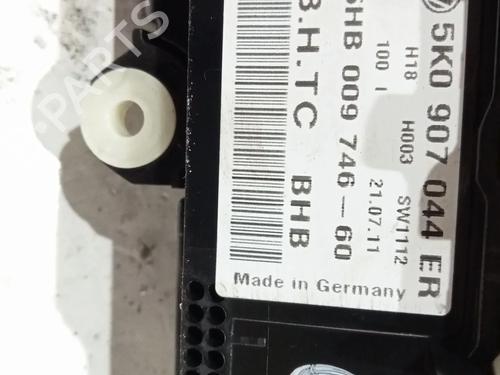 5K0 907 044 ER
H18 H003 SW1112
100 I 21.07.11
5HB 009 746-60
B.H.TC BHB
Made in Germany
PARTS